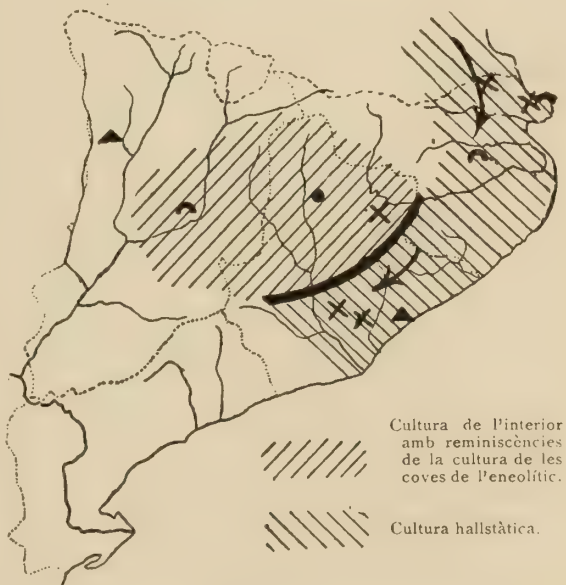 Cultura de l'interior
amb reminiscències
de la cultura de les
coves de l'eneolític.
Cultura hallstàtica.